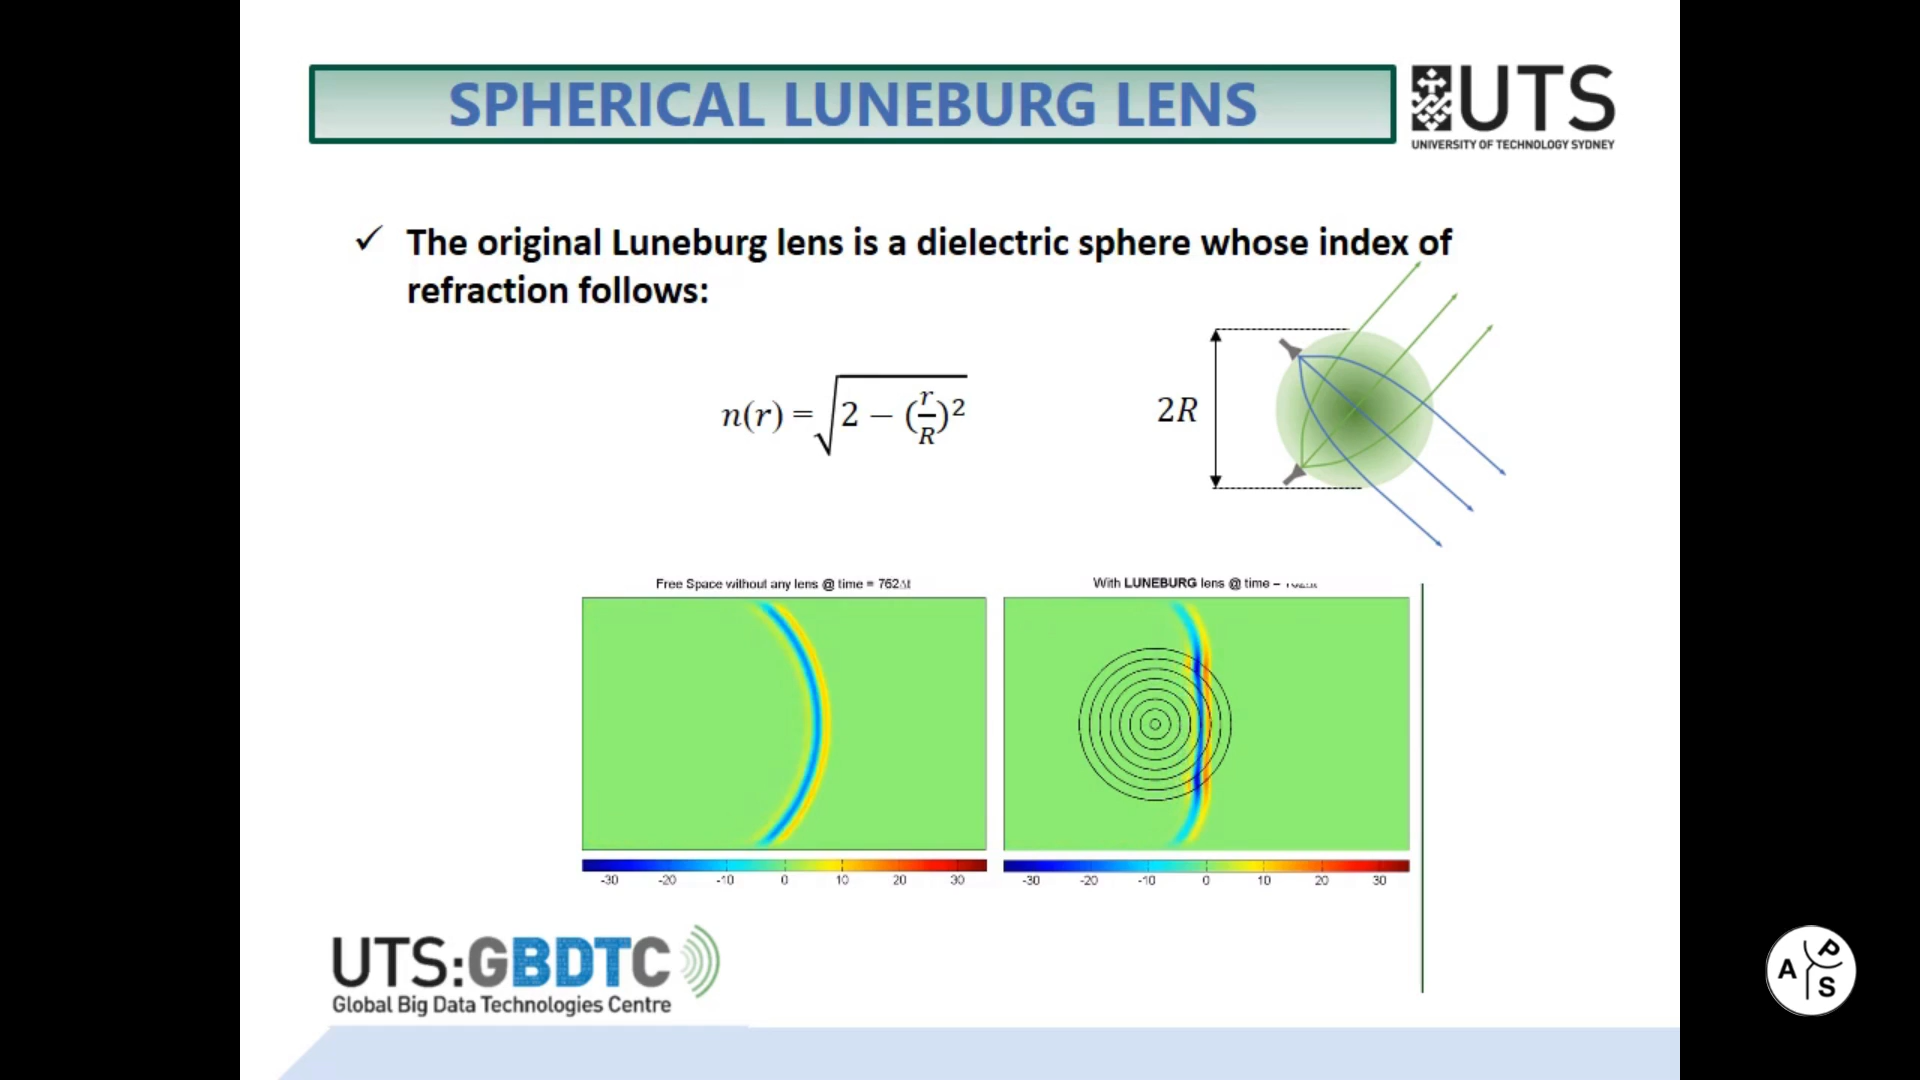 SPHERICAL LUNEBURG LENS
UTS
UNIVERSITY OF TECHNOLOGY SYDNEY
✓ The original Luneburg lens is a dielectric sphere whose index of
refraction follows:
n(r) = √(2 − (r/R)²)
2R
Free Space without any lens @ time = 762Δt
With LUNEBURG lens @ time =
-30 -20 -10 0 10 20 30
-30 -20 -10 0 10 20 30
UTS:GBDTC
Global Big Data Technologies Centre
A P S